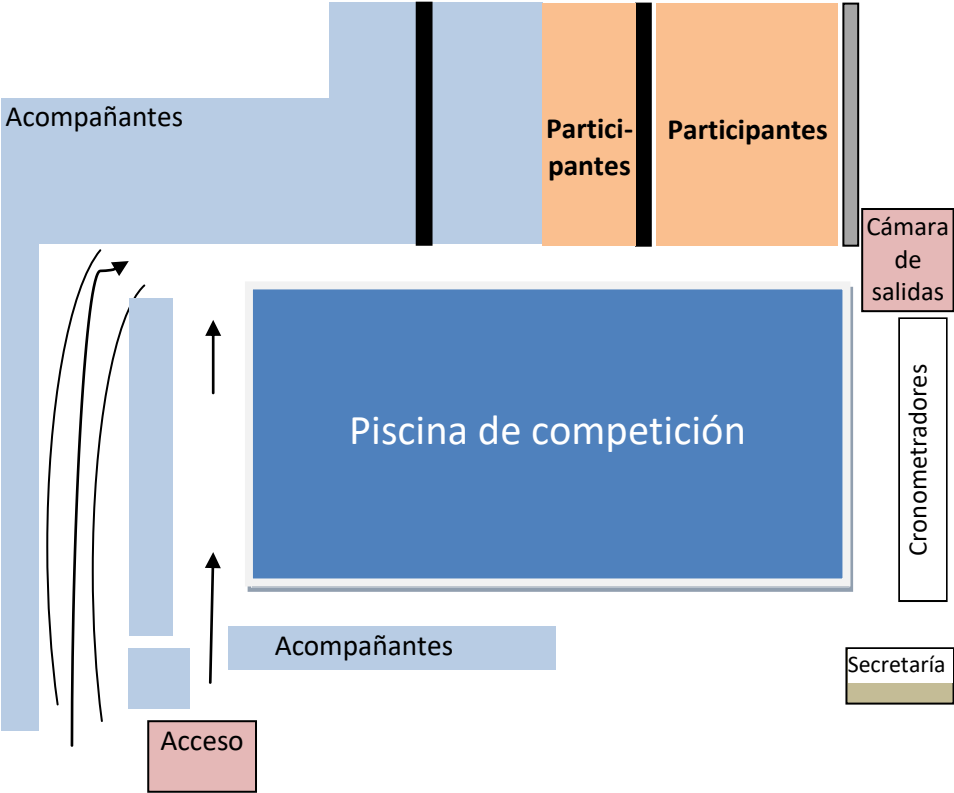 Acompañantes
Partici-
pantes
Participantes
Cámara
de
salidas
Piscina de competición
Cronometradores
Acompañantes
Secretaría
Acceso